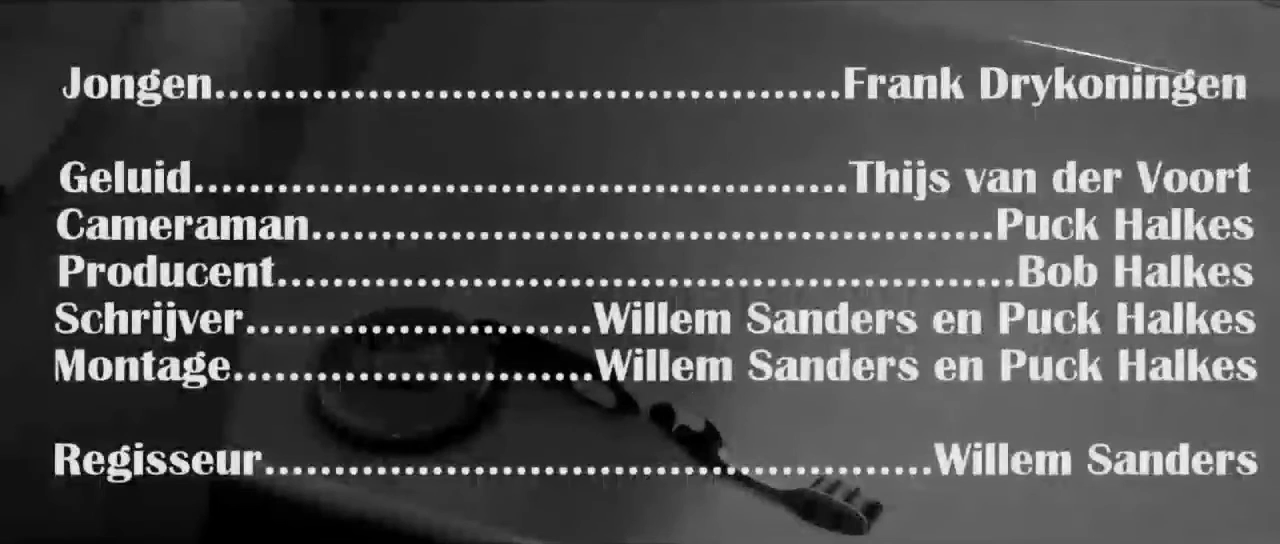 Jongen.............................................Frank Drykoningen
Geluid...............................................Thijs van der Voort
Cameraman.................................................Puck Halkes
Producent.....................................................Bob Halkes
Schrijver.........................Willem Sanders en Puck Halkes
Montage..........................Willem Sanders en Puck Halkes
Regisseur................................................Willem Sanders